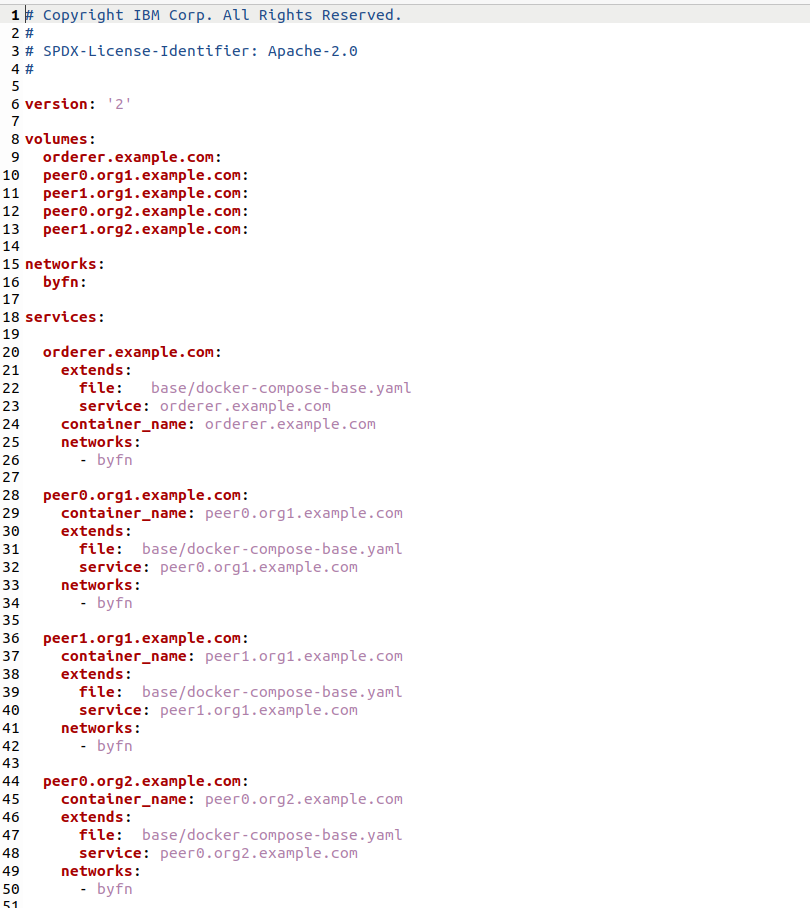 1 # Copyright IBM Corp. All Rights Reserved.
2 #
3 # SPDX-License-Identifier: Apache-2.0
4 #
5
6 version: '2'
7
8 volumes:
9   orderer.example.com:
10   peer0.org1.example.com:
11   peer1.org1.example.com:
12   peer0.org2.example.com:
13   peer1.org2.example.com:
14
15 networks:
16   byfn:
17
18 services:
19
20   orderer.example.com:
21     extends:
22       file:   base/docker-compose-base.yaml
23       service: orderer.example.com
24     container_name: orderer.example.com
25     networks:
26       - byfn
27
28   peer0.org1.example.com:
29     container_name: peer0.org1.example.com
30     extends:
31       file:  base/docker-compose-base.yaml
32       service: peer0.org1.example.com
33     networks:
34       - byfn
35
36   peer1.org1.example.com:
37     container_name: peer1.org1.example.com
38     extends:
39       file:  base/docker-compose-base.yaml
40       service: peer1.org1.example.com
41     networks:
42       - byfn
43
44   peer0.org2.example.com:
45     container_name: peer0.org2.example.com
46     extends:
47       file:  base/docker-compose-base.yaml
48       service: peer0.org2.example.com
49     networks:
50       - byfn
51